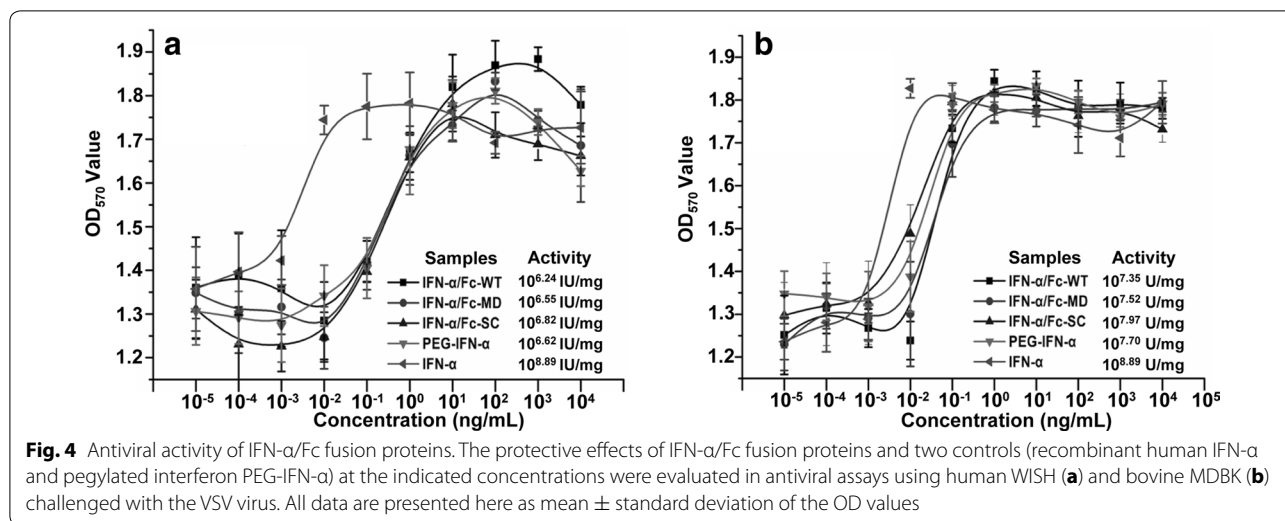 a
1.9
1.8
1.7
1.6
1.5
1.4
1.3
1.2
OD570 Value
Samples Activity
IFN-α/Fc-WT 10^6.24 IU/mg
IFN-α/Fc-MD 10^6.55 IU/mg
IFN-α/Fc-SC 10^6.82 IU/mg
PEG-IFN-α 10^6.62 IU/mg
IFN-α 10^8.89 IU/mg
10^-5 10^-4 10^-3 10^-2 10^-1 10^0 10^1 10^2 10^3 10^4
Concentration (ng/mL)
b
1.9
1.8
1.7
1.6
1.5
1.4
1.3
1.2
OD570 Value
Samples Activity
IFN-α/Fc-WT 10^7.35 U/mg
IFN-α/Fc-MD 10^7.52 U/mg
IFN-α/Fc-SC 10^7.97 U/mg
PEG-IFN-α 10^7.70 U/mg
IFN-α 10^8.89 U/mg
10^-5 10^-4 10^-3 10^-2 10^-1 10^0 10^1 10^2 10^3 10^4 10^5
Concentration (ng/mL)
Fig. 4 Antiviral activity of IFN-α/Fc fusion proteins. The protective effects of IFN-α/Fc fusion proteins and two controls (recombinant human IFN-α
and pegylated interferon PEG-IFN-α) at the indicated concentrations were evaluated in antiviral assays using human WISH (a) and bovine MDBK (b)
challenged with the VSV virus. All data are presented here as mean ± standard deviation of the OD values